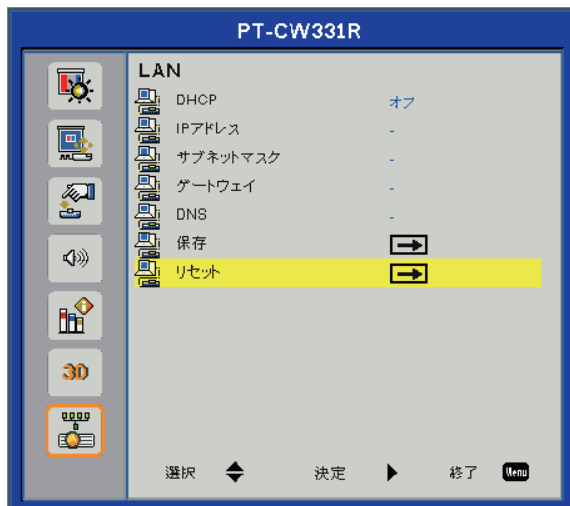 PT-CW331R
LAN
DHCP オフ
IPアドレス -
サブネットマスク -
ゲートウェイ -
DNS -
保存
リセット
3D
選択 決定 終了 Menu